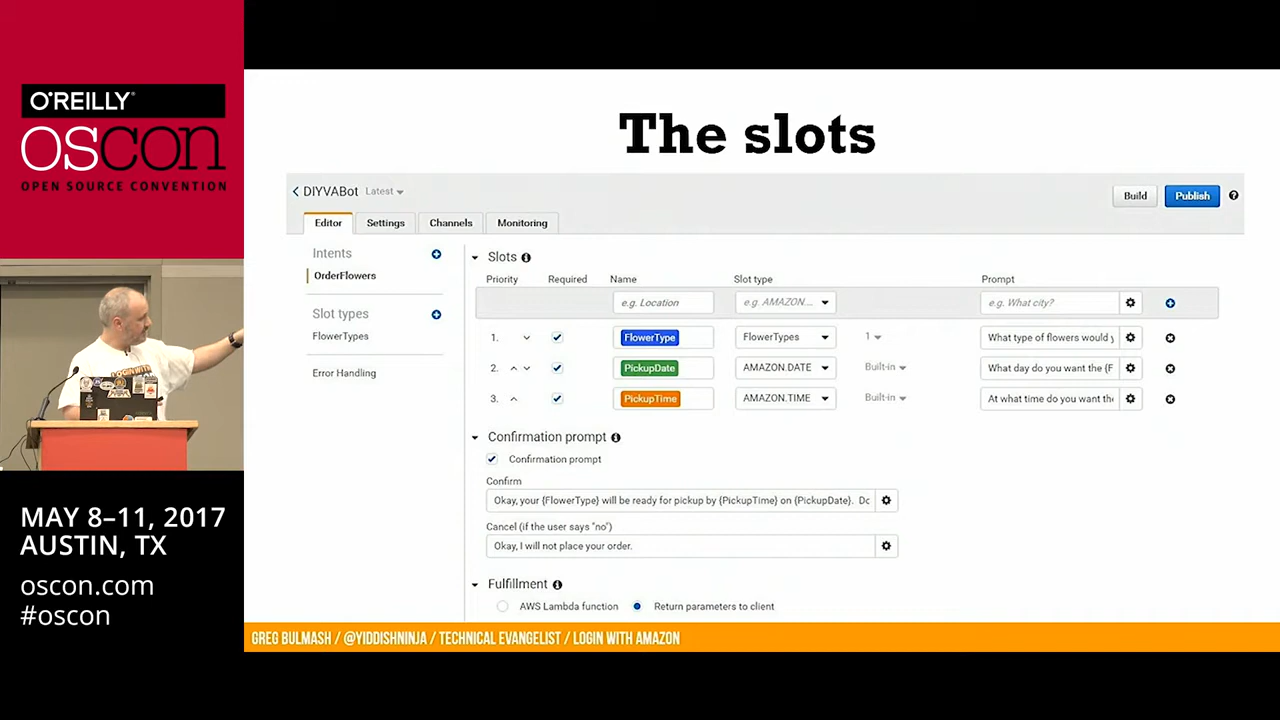 O'REILLY®
OSCON
OPEN SOURCE CONVENTION
LOGIN WITH
MAY 8–11, 2017
AUSTIN, TX
oscon.com
#oscon
The slots
DIYVABot Latest
Build Publish
Editor Settings Channels Monitoring
Intents
OrderFlowers
Slot types
FlowerTypes
Error Handling
Slots
Priority Required Name Slot type Prompt
e.g. Location e.g. AMAZON.... e.g. What city?
1. FlowerType FlowerTypes 1 What type of flowers would y
2. PickupDate AMAZON.DATE Built-in What day do you want the {F
3. PickupTime AMAZON.TIME Built-in At what time do you want the
Confirmation prompt
Confirmation prompt
Confirm
Okay, your {FlowerType} will be ready for pickup by {PickupTime} on {PickupDate}. Dc
Cancel (if the user says "no")
Okay, I will not place your order.
Fulfillment
AWS Lambda function Return parameters to client
GREG BULMASH / @YIDDISHNINJA / TECHNICAL EVANGELIST / LOGIN WITH AMAZON